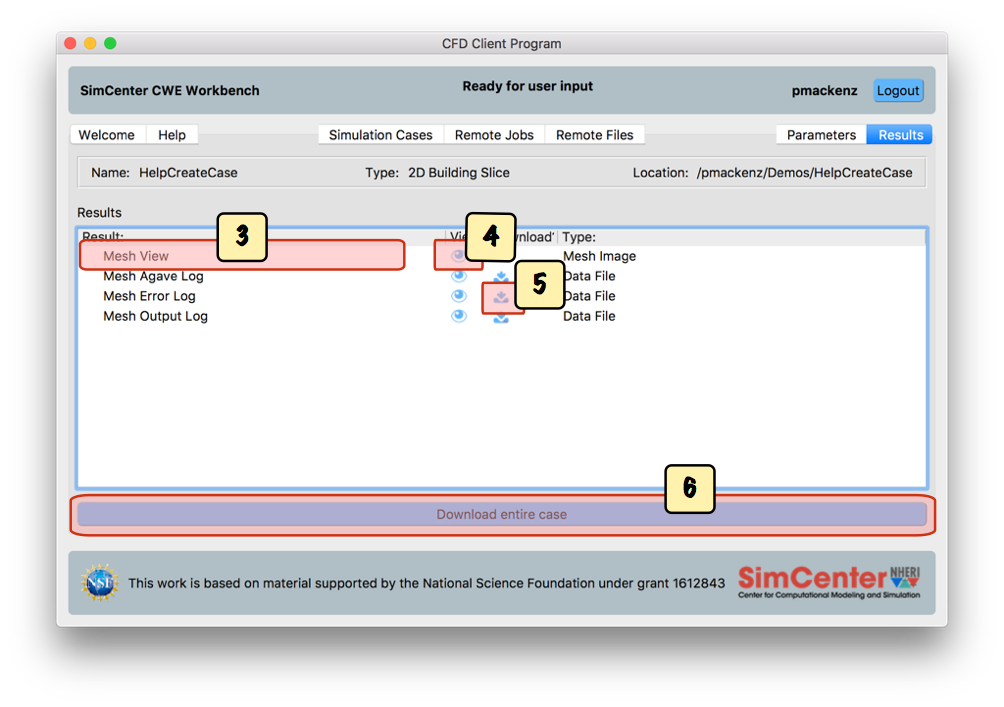 CFD Client Program
SimCenter CWE Workbench
Ready for user input
pmackenz
Logout
Welcome
Help
Simulation Cases
Remote Jobs
Remote Files
Parameters
Results
Name: HelpCreateCase
Type: 2D Building Slice
Location: /pmackenz/Demos/HelpCreateCase
Results
3
4
Result:
Type:
Mesh View
Mesh Image
Mesh Agave Log
Data File
5
Mesh Error Log
Data File
Mesh Output Log
Data File
6
Download entire case
NSF
This work is based on material supported by the National Science Foundation under grant 1612843
SimCenter
NHERI
Center for Computational Modeling and Simulation